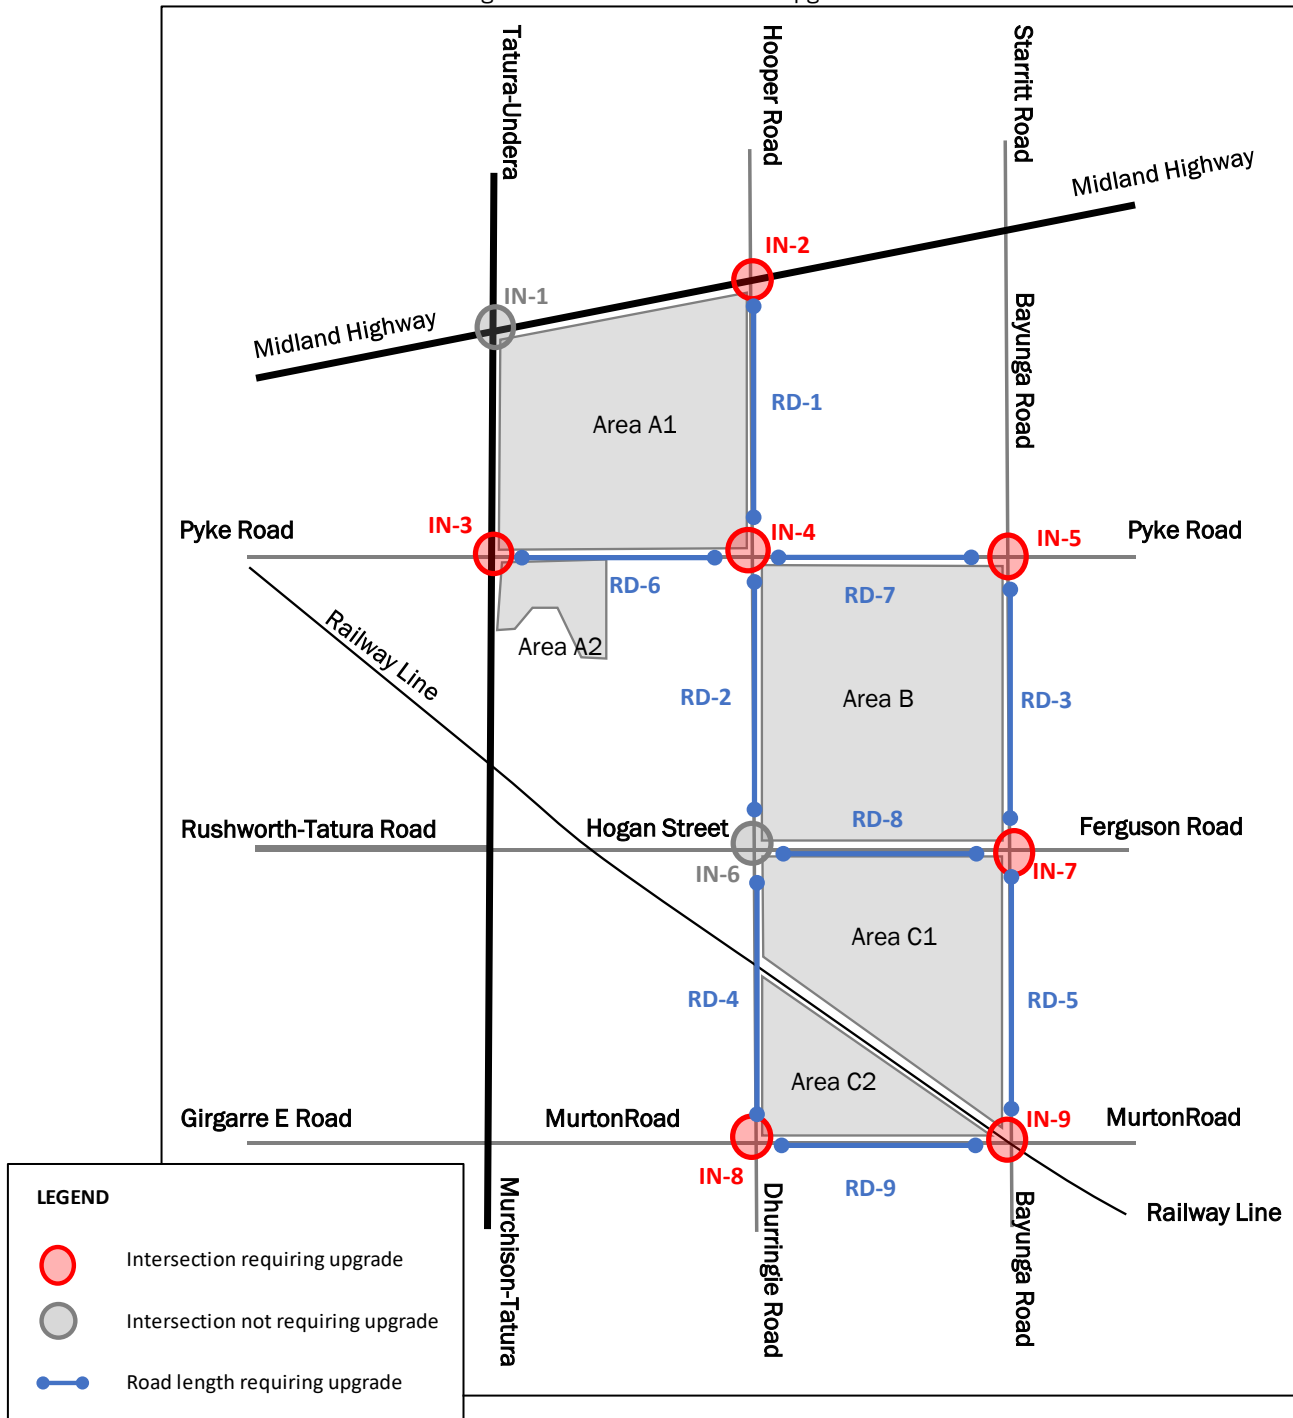 Tatura-Undera
Hooper Road
Starritt Road
Midland Highway
IN-2
IN-1
Midland Highway
Bayunga Road
RD-1
Area A1
IN-3
IN-4
IN-5
Pyke Road
Pyke Road
RD-6
RD-7
Area A2
Railway Line
RD-2
Area B
RD-3
Rushworth-Tatura Road
Hogan Street
RD-8
Ferguson Road
IN-6
IN-7
Area C1
RD-4
RD-5
Area C2
Girgarre E Road
MurtonRoad
IN-9
MurtonRoad
IN-8
RD-9
Murchison-Tatura
Dhurringie Road
Bayunga Road
Railway Line
LEGEND
Intersection requiring upgrade
Intersection not requiring upgrade
Road length requiring upgrade